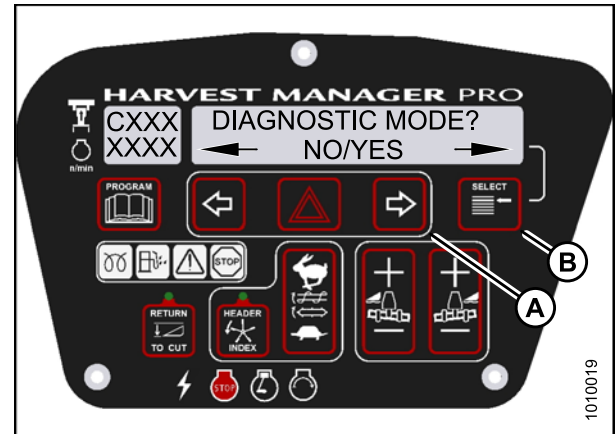 HARVEST MANAGER PRO
CXXX
XXXX
DIAGNOSTIC MODE?
NO/YES
n/min
PROGRAM
SELECT
B
A
STOP
RETURN
TO CUT
HEADER
INDEX
STOP
1010019